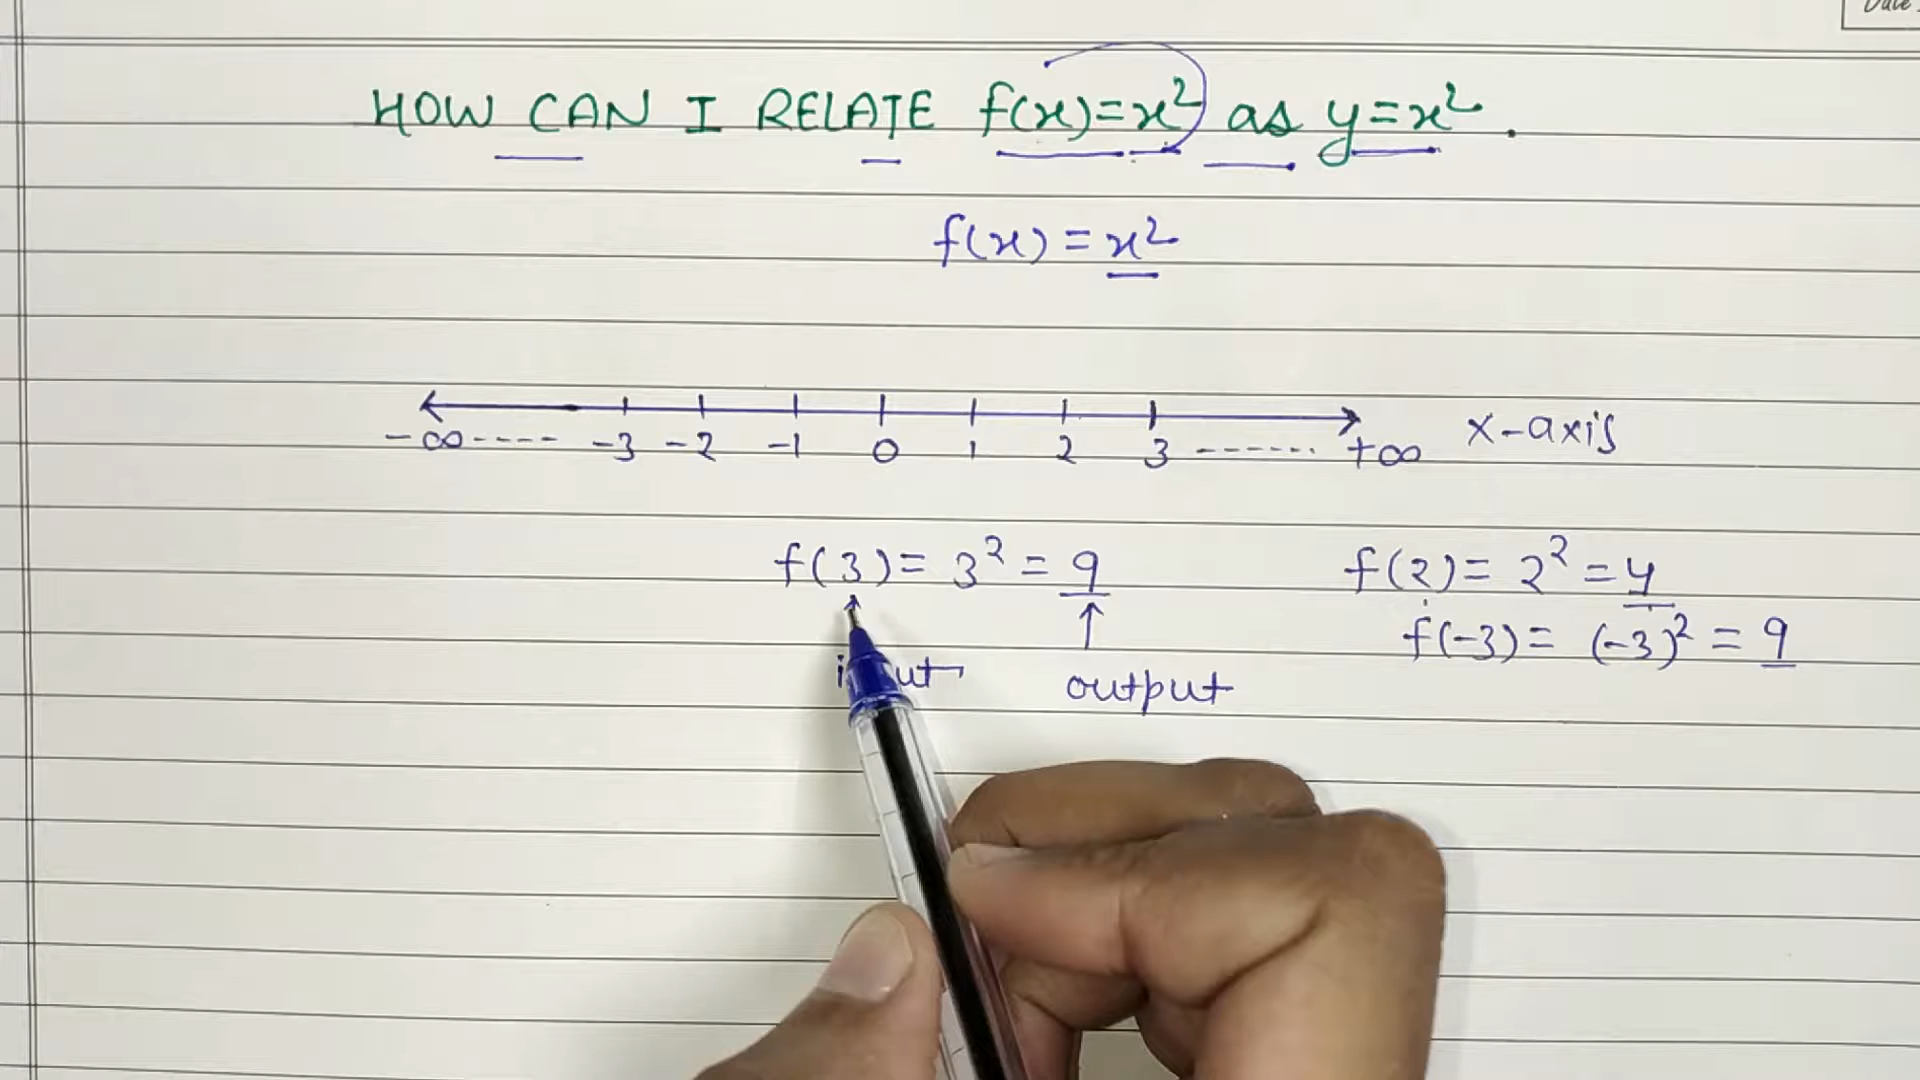 Date
HOW CAN I RELATE f(x)=x² as y=x².
f(x) = x²
-∞---- -3 -2 -1 0 1 2 3 ------. +∞ x-axis
f(3) = 3² = 9 f(2) = 2² = 4
f(-3) = (-3)² = 9
output